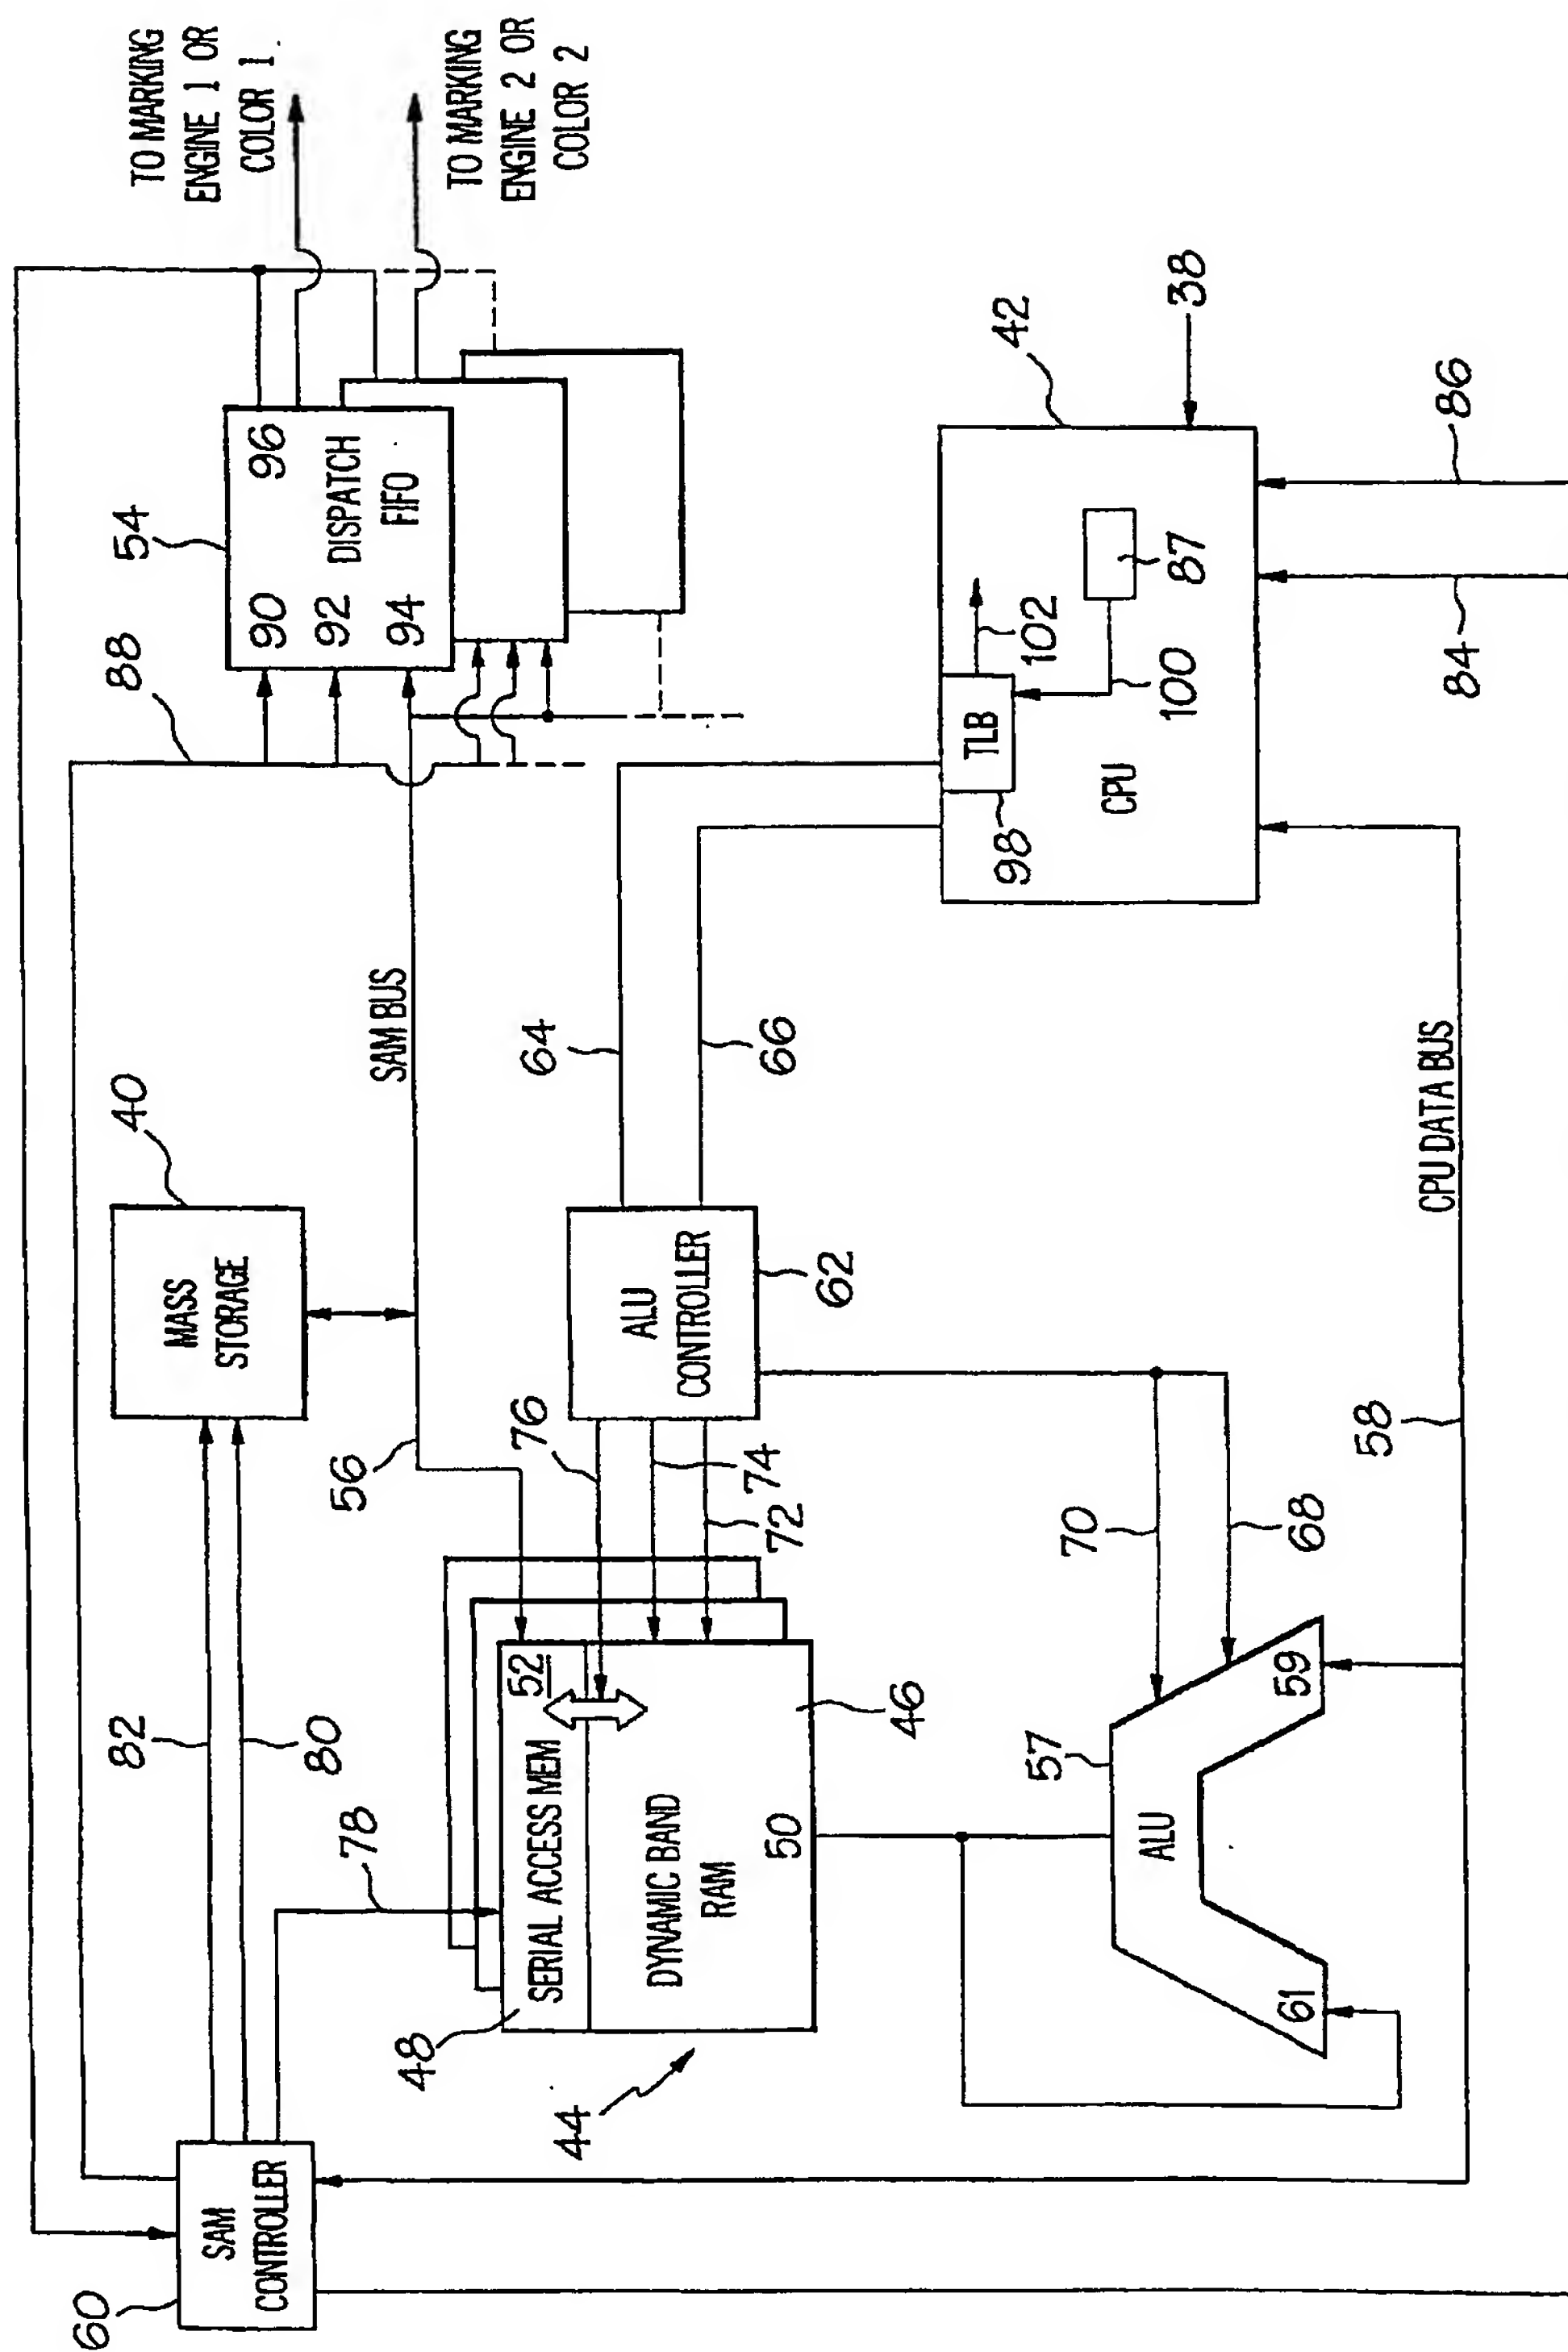 60
SAM
CONTROLLER
82
80
78
40
MASS
STORAGE
88
54
90
92
94
96
DISPATCH
FIFO
TO MARKING
ENGINE 1 OR
COLOR 1
TO MARKING
ENGINE 2 OR
COLOR 2
56
SAM BUS
44
48
SERIAL ACCESS MEM
52
DYNAMIC BAND
RAM
50
46
76
74
72
ALU
CONTROLLER
62
64
66
42
38
TLB
98
102
100
87
CPU
57
ALU
61
59
70
68
58
CPU DATA BUS
84
86